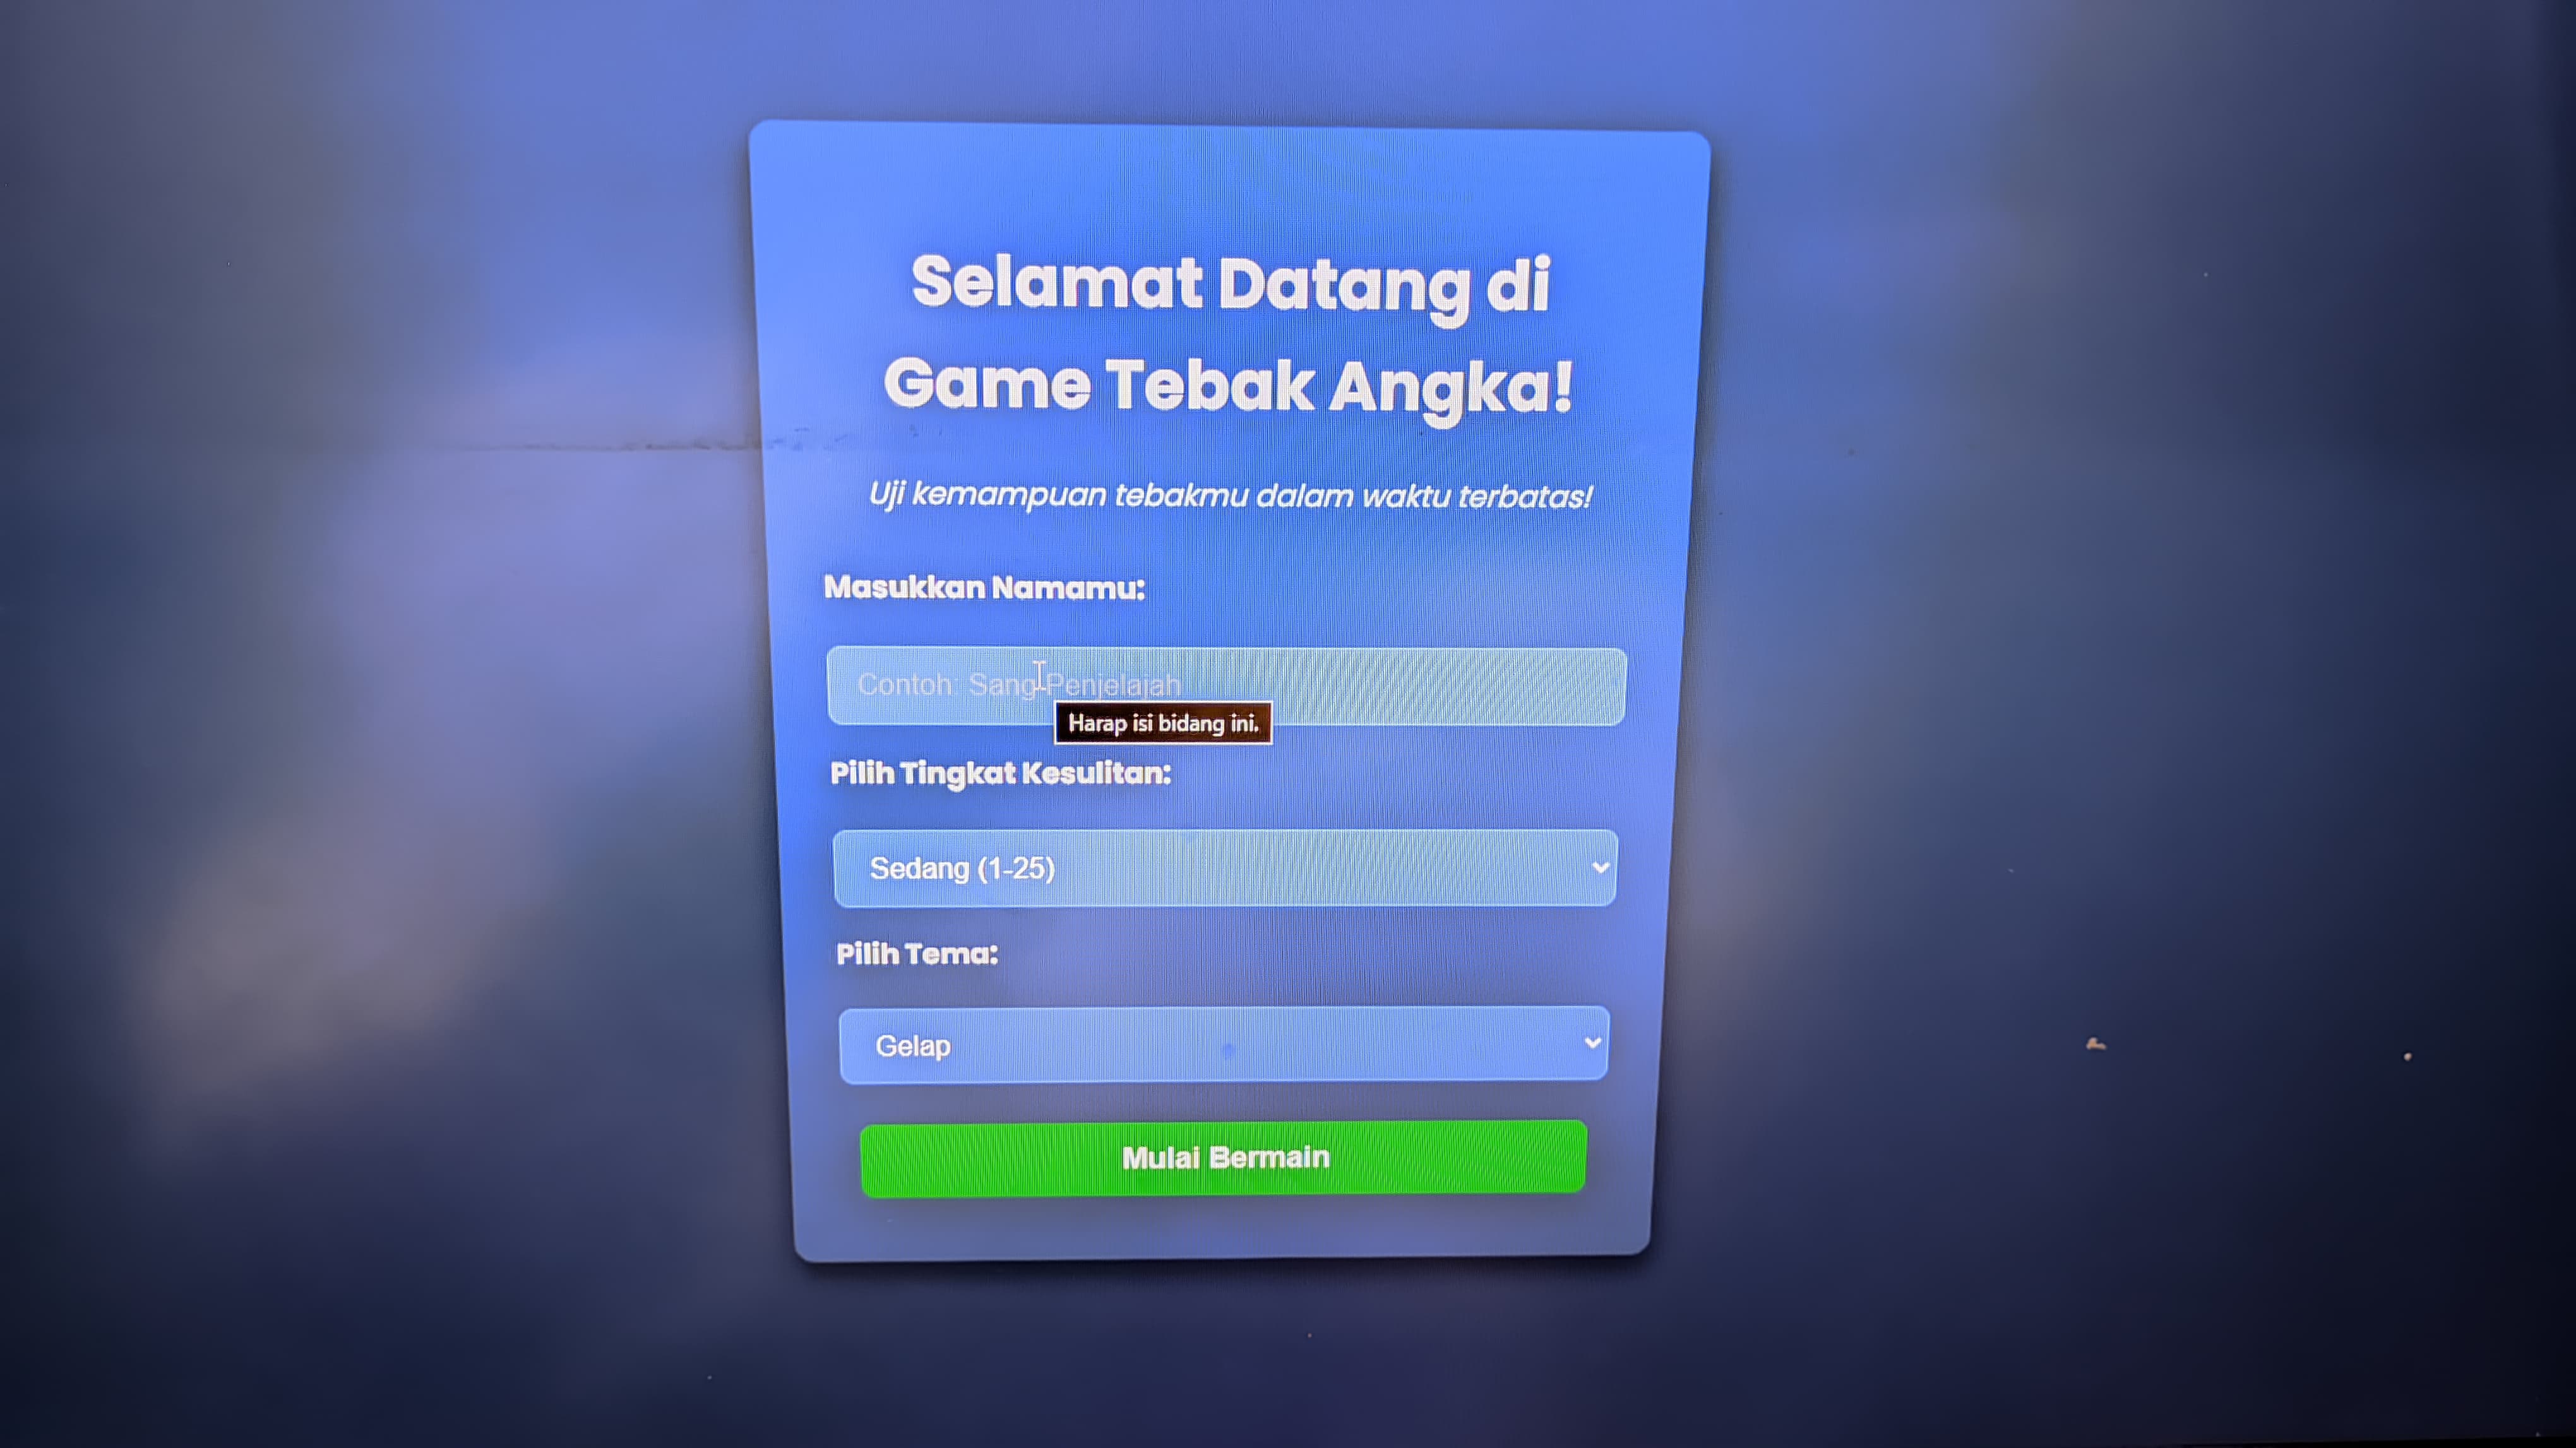 Selamat Datang di
Game Tebak Angka!
Uji kemampuan tebakmu dalam waktu terbatas!
Masukkan Namamu:
Contoh: Sang Penjelajah
Harap isi bidang ini.
Pilih Tingkat Kesulitan:
Sedang (1-25)
Pilih Tema:
Gelap
Mulai Bermain